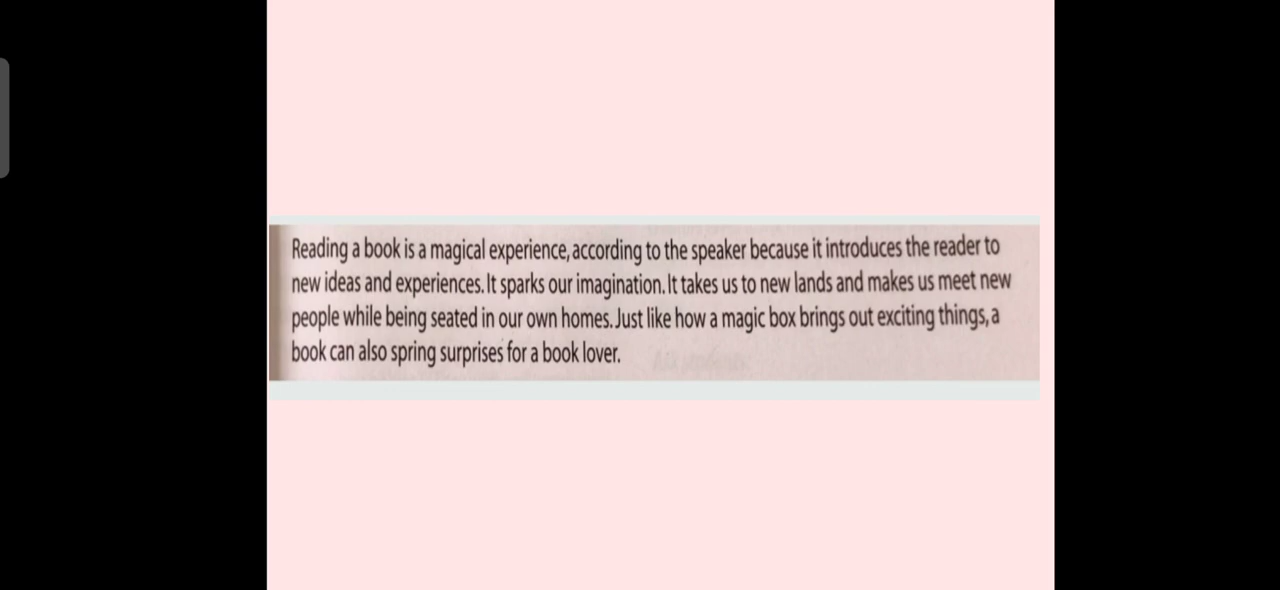 Reading a book is a magical experience, according to the speaker because it introduces the reader to
new ideas and experiences. It sparks our imagination. It takes us to new lands and makes us meet new
people while being seated in our own homes. Just like how a magic box brings out exciting things, a
book can also spring surprises for a book lover.